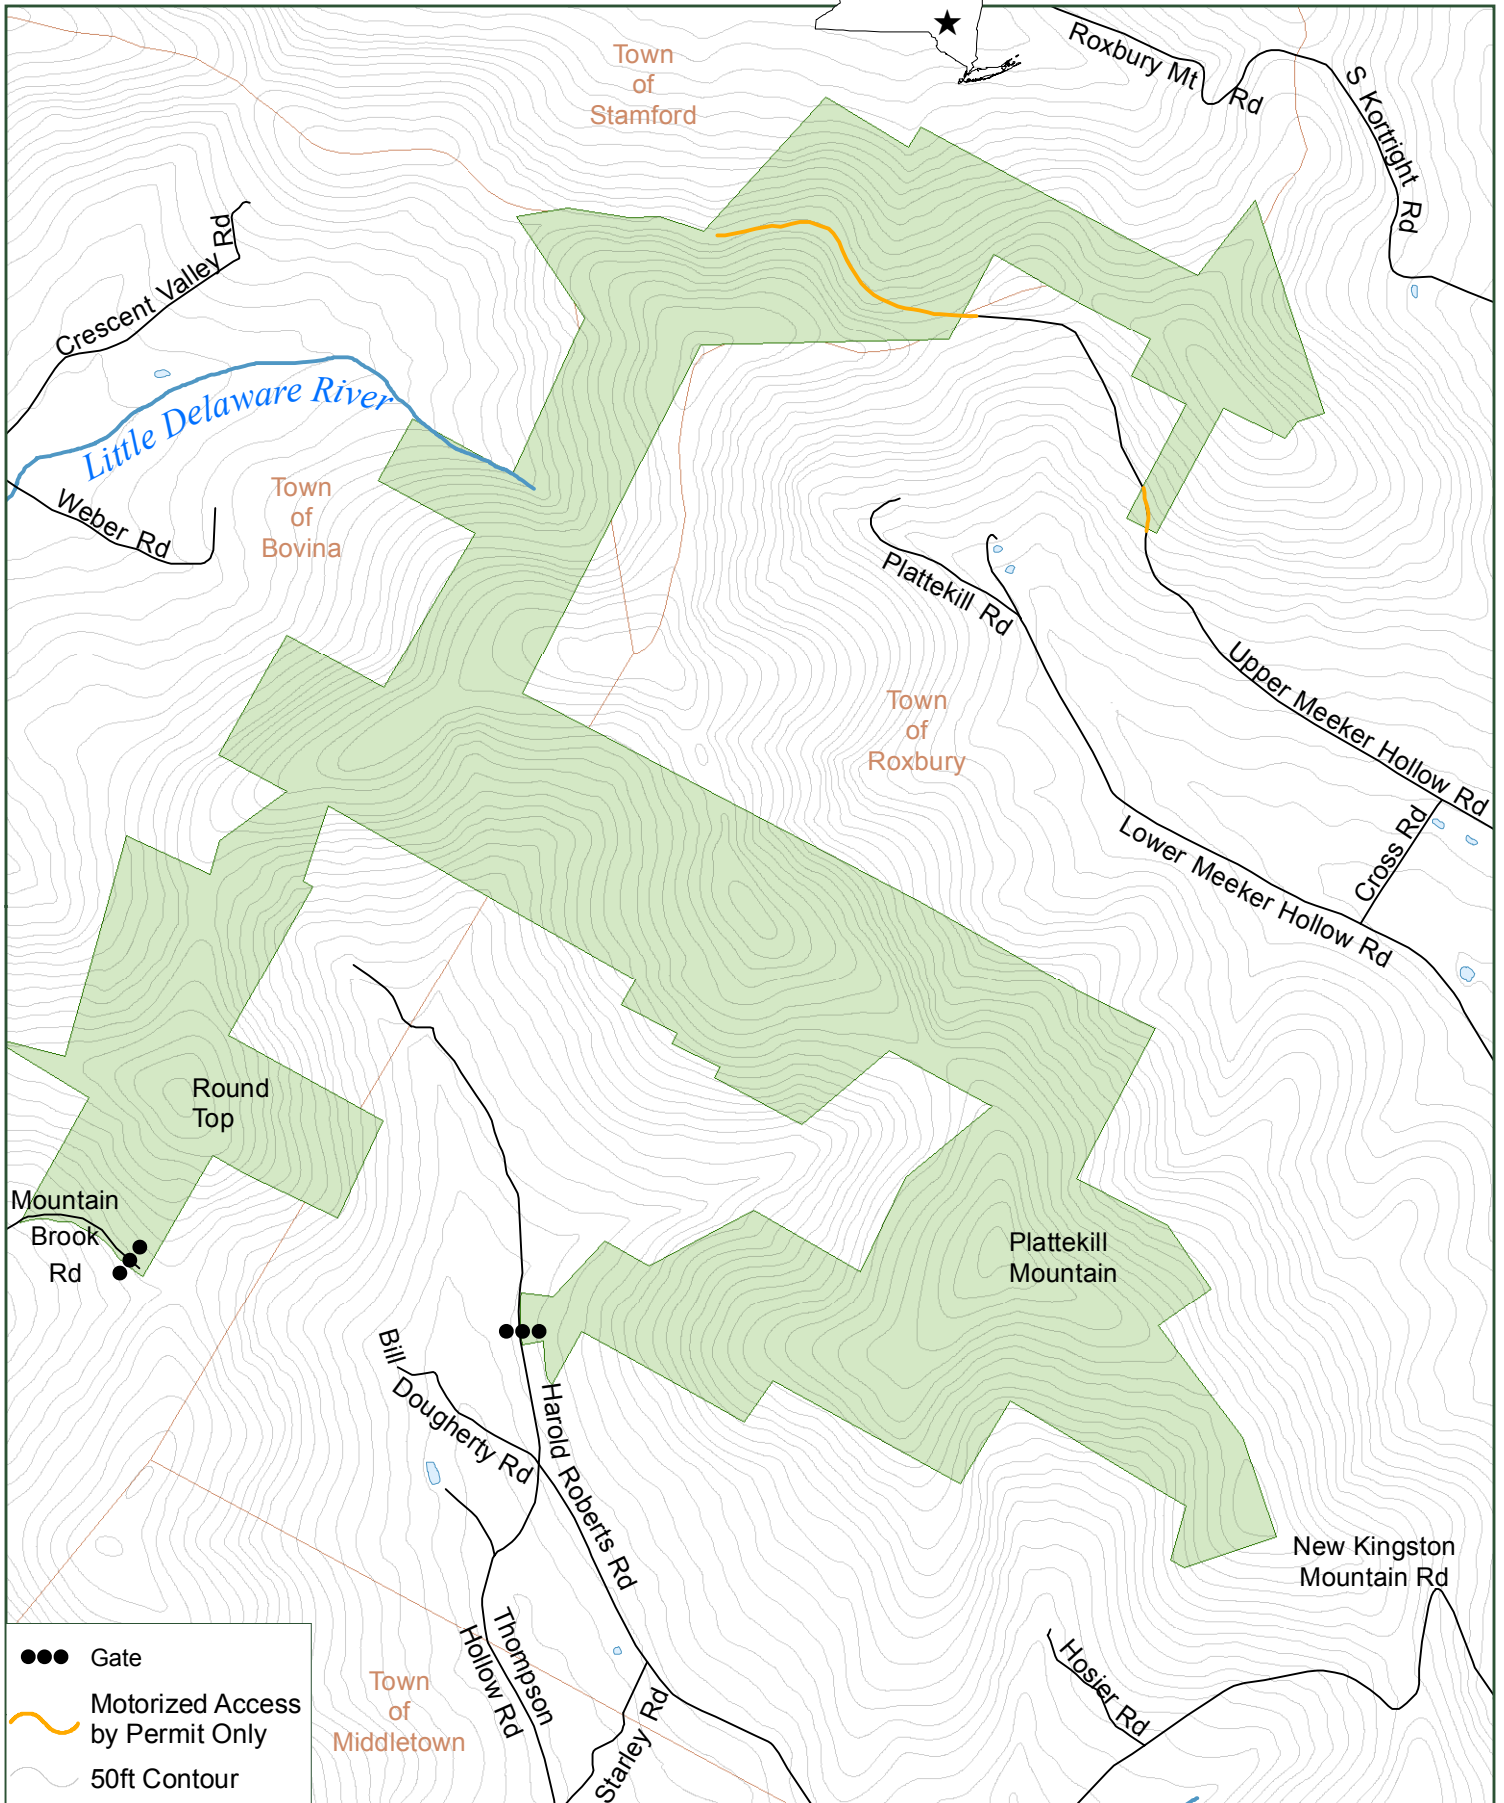 Town
of
Stamford
Roxbury Mt Rd
S Kortright Rd
Crescent Valley Rd
Little Delaware River
Weber Rd
Town
of
Bovina
Plattekill Rd
Upper Meeker Hollow Rd
Town
of
Roxbury
Cross Rd
Lower Meeker Hollow Rd
Round
Top
Mountain
Brook
Rd
Plattekill
Mountain
Bill
Dougherty Rd
Harold Roberts Rd
New Kingston
Mountain Rd
Thompson
Hollow Rd
Hosier Rd
Starley Rd
Town
of
Middletown
Gate
Motorized Access
by Permit Only
50ft Contour